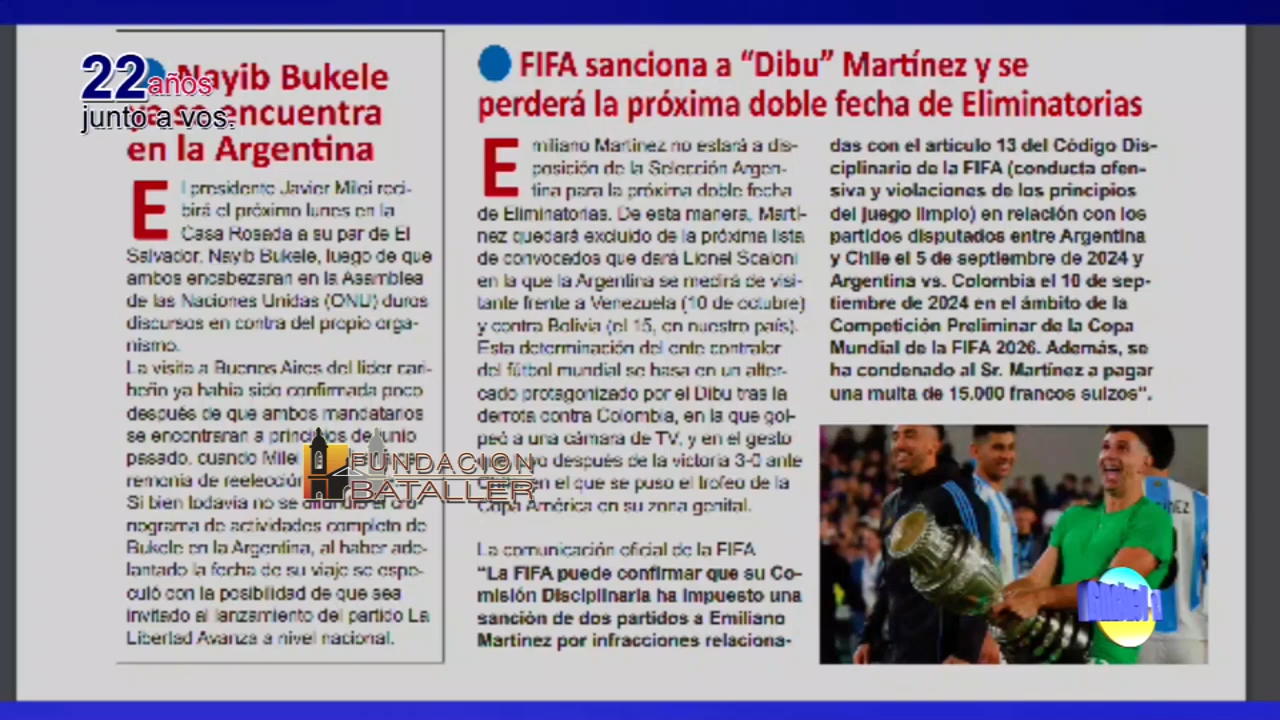 22 años
junto a vos.
Nayib Bukele
ya se encuentra
en la Argentina
El presidente Javier Milei reci-
birá el próximo lunes en la
Casa Rosada a su par de El
Salvador, Nayib Bukele, luego de que
ambos encabezaran en la Asamblea
de las Naciones Unidas (ONU) duros
discursos en contra del propio orga-
nismo.
La visita a Buenos Aires del líder cari-
beño ya había sido confirmada poco
después de que ambos mandatarios
se encontraran a principios de junio
pasado, cuando Milei
remonia de reelección
Si bien todavía no se difundió el cro-
nograma de actividades completo de
Bukele en la Argentina, al haber ade-
lantado la fecha de su viaje se espe-
culó con la posibilidad de que sea
invitado al lanzamiento del partido La
Libertad Avanza a nivel nacional.
FIFA sanciona a “Dibu” Martínez y se
perderá la próxima doble fecha de Eliminatorias
Emiliano Martínez no estará a dis-
posición de la Selección Argen-
tina para la próxima doble fecha
de Eliminatorias. De esta manera, Martí-
nez quedará excluido de la próxima lista
de convocados que dará Lionel Scaloni
en la que la Argentina se medirá de visi-
tante frente a Venezuela (10 de octubre)
y contra Bolivia (el 15, en nuestro país).
Esta determinación del ente contralor
del fútbol mundial se basa en un alter-
cado protagonizado por el Dibu tras la
derrota contra Colombia, en la que gol-
peó a una cámara de TV, y en el gesto
después de la victoria 3-0 ante
en el que se puso el trofeo de la
Copa América en su zona genital.
La comunicación oficial de la FIFA
“La FIFA puede confirmar que su Co-
misión Disciplinaria ha impuesto una
sanción de dos partidos a Emiliano
Martínez por infracciones relaciona-
das con el artículo 13 del Código Dis-
ciplinario de la FIFA (conducta ofen-
siva y violaciones de los principios
del juego limpio) en relación con los
partidos disputados entre Argentina
y Chile el 5 de septiembre de 2024 y
Argentina vs. Colombia el 10 de sep-
tiembre de 2024 en el ámbito de la
Competición Preliminar de la Copa
Mundial de la FIFA 2026. Además, se
ha condenado al Sr. Martínez a pagar
una multa de 15.000 francos suizos”.
FUNDACION
BATALLER